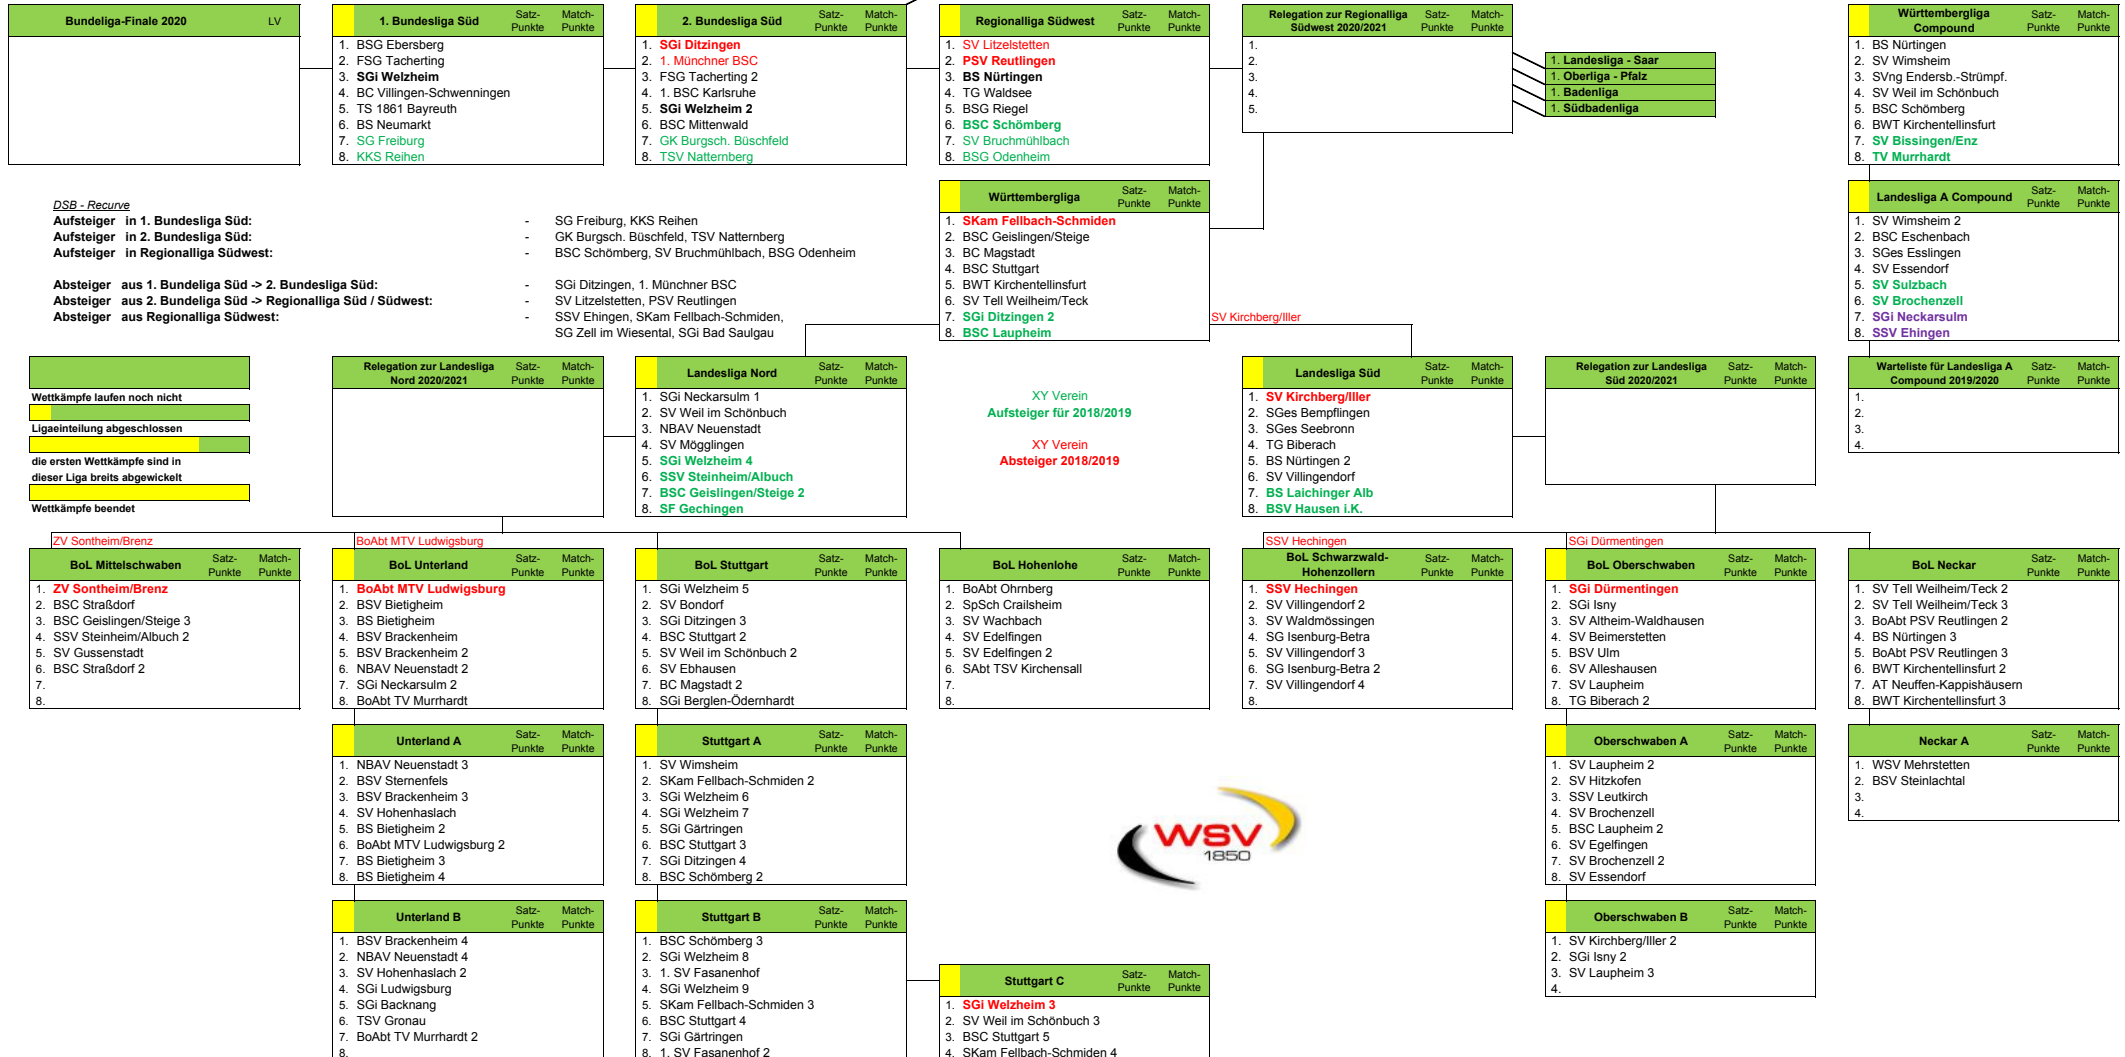 Bundeliga-Finale 2020 LV
1. Bundesliga Süd Satz-Punkte Match-Punkte
1. BSG Ebersberg
2. FSG Tacherting
3. SGi Welzheim
4. BC Villingen-Schwenningen
5. TS 1861 Bayreuth
6. BS Neumarkt
7. SG Freiburg
8. KKS Reihen
2. Bundesliga Süd Satz-Punkte Match-Punkte
1. SGi Ditzingen
2. 1. Münchner BSC
3. FSG Tacherting 2
4. 1. BSC Karlsruhe
5. SGi Welzheim 2
6. BSC Mittenwald
7. GK Burgsch. Büschfeld
8. TSV Natternberg
Regionalliga Südwest Satz-Punkte Match-Punkte
1. SV Litzelstetten
2. PSV Reutlingen
3. BS Nürtingen
4. TG Waldsee
5. BSG Riegel
6. BSC Schömberg
7. SV Bruchmühlbach
8. BSG Odenheim
Relegation zur Regionalliga Südwest 2020/2021 Satz-Punkte Match-Punkte
1.
2.
3.
4.
5.
1. Landesliga - Saar
1. Oberliga - Pfalz
1. Badenliga
1. Südbadenliga
Württembergliga Compound Satz-Punkte Match-Punkte
1. BS Nürtingen
2. SV Wimsheim
3. SVng Endersb.-Strümpf.
4. SV Weil im Schönbuch
5. BSC Schömberg
6. BWT Kirchentellinsfurt
7. SV Bissingen/Enz
8. TV Murrhardt
DSB - Recurve
Aufsteiger in 1. Bundesliga Süd: - SG Freiburg, KKS Reihen
Aufsteiger in 2. Bundesliga Süd: - GK Burgsch. Büschfeld, TSV Natternberg
Aufsteiger in Regionalliga Südwest: - BSC Schömberg, SV Bruchmühlbach, BSG Odenheim
Absteiger aus 1. Bundeliga Süd -> 2. Bundesliga Süd: - SGi Ditzingen, 1. Münchner BSC
Absteiger aus 2. Bundeliga Süd -> Regionalliga Süd / Südwest: - SV Litzelstetten, PSV Reutlingen
Absteiger aus Regionalliga Südwest: - SSV Ehingen, SKam Fellbach-Schmiden,
SG Zell im Wiesental, SGi Bad Saulgau
Württembergliga Satz-Punkte Match-Punkte
1. SKam Fellbach-Schmiden
2. BSC Geislingen/Steige
3. BC Magstadt
4. BSC Stuttgart
5. BWT Kirchentellinsfurt
6. SV Tell Weilheim/Teck
7. SGi Ditzingen 2
8. BSC Laupheim
SV Kirchberg/Iller
Landesliga A Compound Satz-Punkte Match-Punkte
1. SV Wimsheim 2
2. BSC Eschenbach
3. SGes Esslingen
4. SV Essendorf
5. SV Sulzbach
6. SV Brochenzell
7. SGi Neckarsulm
8. SSV Ehingen
Wettkämpfe laufen noch nicht
Ligaeinteilung abgeschlossen
die ersten Wettkämpfe sind in
dieser Liga breits abgewickelt
Wettkämpfe beendet
Relegation zur Landesliga Nord 2020/2021 Satz-Punkte Match-Punkte
Landesliga Nord Satz-Punkte Match-Punkte
1. SGi Neckarsulm 1
2. SV Weil im Schönbuch
3. NBAV Neuenstadt
4. SV Mögglingen
5. SGi Welzheim 4
6. SSV Steinheim/Albuch
7. BSC Geislingen/Steige 2
8. SF Gechingen
XY Verein
Aufsteiger für 2018/2019
XY Verein
Absteiger 2018/2019
Landesliga Süd Satz-Punkte Match-Punkte
1. SV Kirchberg/Iller
2. SGes Bempflingen
3. SGes Seebronn
4. TG Biberach
5. BS Nürtingen 2
6. SV Villingendorf
7. BS Laichinger Alb
8. BSV Hausen i.K.
Relegation zur Landesliga Süd 2020/2021 Satz-Punkte Match-Punkte
Warteliste für Landesliga A Compound 2019/2020 Satz-Punkte Match-Punkte
1.
2.
3.
4.
ZV Sontheim/Brenz
BoL Mittelschwaben Satz-Punkte Match-Punkte
1. ZV Sontheim/Brenz
2. BSC Straßdorf
3. BSC Geislingen/Steige 3
4. SSV Steinheim/Albuch 2
5. SV Gussenstadt
6. BSC Straßdorf 2
7.
8.
BoAbt MTV Ludwigsburg
BoL Unterland Satz-Punkte Match-Punkte
1. BoAbt MTV Ludwigsburg
2. BSV Bietigheim
3. BS Bietigheim
4. BSV Brackenheim
5. BSV Brackenheim 2
6. NBAV Neuenstadt 2
7. SGi Neckarsulm 2
8. BoAbt TV Murrhardt
BoL Stuttgart Satz-Punkte Match-Punkte
1. SGi Welzheim 5
2. SV Bondorf
3. SGi Ditzingen 3
4. BSC Stuttgart 2
5. SV Weil im Schönbuch 2
6. SV Ebhausen
7. BC Magstadt 2
8. SGi Berglen-Ödernhardt
BoL Hohenlohe Satz-Punkte Match-Punkte
1. BoAbt Ohrnberg
2. SpSch Crailsheim
3. SV Wachbach
4. SV Edelfingen
5. SV Edelfingen 2
6. SAbt TSV Kirchensall
7.
8.
SSV Hechingen
BoL Schwarzwald-Hohenzollern Satz-Punkte Match-Punkte
1. SSV Hechingen
2. SV Villingendorf 2
3. SV Waldmössingen
4. SG Isenburg-Betra
5. SV Villingendorf 3
6. SG Isenburg-Betra 2
7. SV Villingendorf 4
8.
SGi Dürmentingen
BoL Oberschwaben Satz-Punkte Match-Punkte
1. SGi Dürmentingen
2. SGi Isny
3. SV Altheim-Waldhausen
4. SV Beimerstetten
5. BSV Ulm
6. SV Alleshausen
7. SV Laupheim
8. TG Biberach 2
BoL Neckar Satz-Punkte Match-Punkte
1. SV Tell Weilheim/Teck 2
2. SV Tell Weilheim/Teck 3
3. BoAbt PSV Reutlingen 2
4. BS Nürtingen 3
5. BoAbt PSV Reutlingen 3
6. BWT Kirchentellinsfurt 2
7. AT Neuffen-Kappishäusern
8. BWT Kirchentellinsfurt 3
Unterland A Satz-Punkte Match-Punkte
1. NBAV Neuenstadt 3
2. BSV Sternenfels
3. BSV Brackenheim 3
4. SV Hohenhaslach
5. BS Bietigheim 2
6. BoAbt MTV Ludwigsburg 2
7. BS Bietigheim 3
8. BS Bietigheim 4
Stuttgart A Satz-Punkte Match-Punkte
1. SV Wimsheim
2. SKam Fellbach-Schmiden 2
3. SGi Welzheim 6
4. SGi Welzheim 7
5. SGi Gärtringen
6. BSC Stuttgart 3
7. SGi Ditzingen 4
8. BSC Schömberg 2
WSV
1850
Oberschwaben A Satz-Punkte Match-Punkte
1. SV Laupheim 2
2. SV Hitzkofen
3. SSV Leutkirch
4. SV Brochenzell
5. BSC Laupheim 2
6. SV Egelfingen
7. SV Brochenzell 2
8. SV Essendorf
Neckar A Satz-Punkte Match-Punkte
1. WSV Mehrstetten
2. BSV Steinlachtal
3.
4.
Unterland B Satz-Punkte Match-Punkte
1. BSV Brackenheim 4
2. NBAV Neuenstadt 4
3. SV Hohenhaslach 2
4. SGi Ludwigsburg
5. SGi Backnang
6. TSV Gronau
7. BoAbt TV Murrhardt 2
8.
Stuttgart B Satz-Punkte Match-Punkte
1. BSC Schömberg 3
2. SGi Welzheim 8
3. 1. SV Fasanenhof
4. SGi Welzheim 9
5. SKam Fellbach-Schmiden 3
6. BSC Stuttgart 4
7. SGi Gärtringen
8. 1. SV Fasanenhof 2
Stuttgart C Satz-Punkte Match-Punkte
1. SGi Welzheim 3
2. SV Weil im Schönbuch 3
3. BSC Stuttgart 5
4. SKam Fellbach-Schmiden 4
Oberschwaben B Satz-Punkte Match-Punkte
1. SV Kirchberg/Iller 2
2. SGi Isny 2
3. SV Laupheim 3
4.